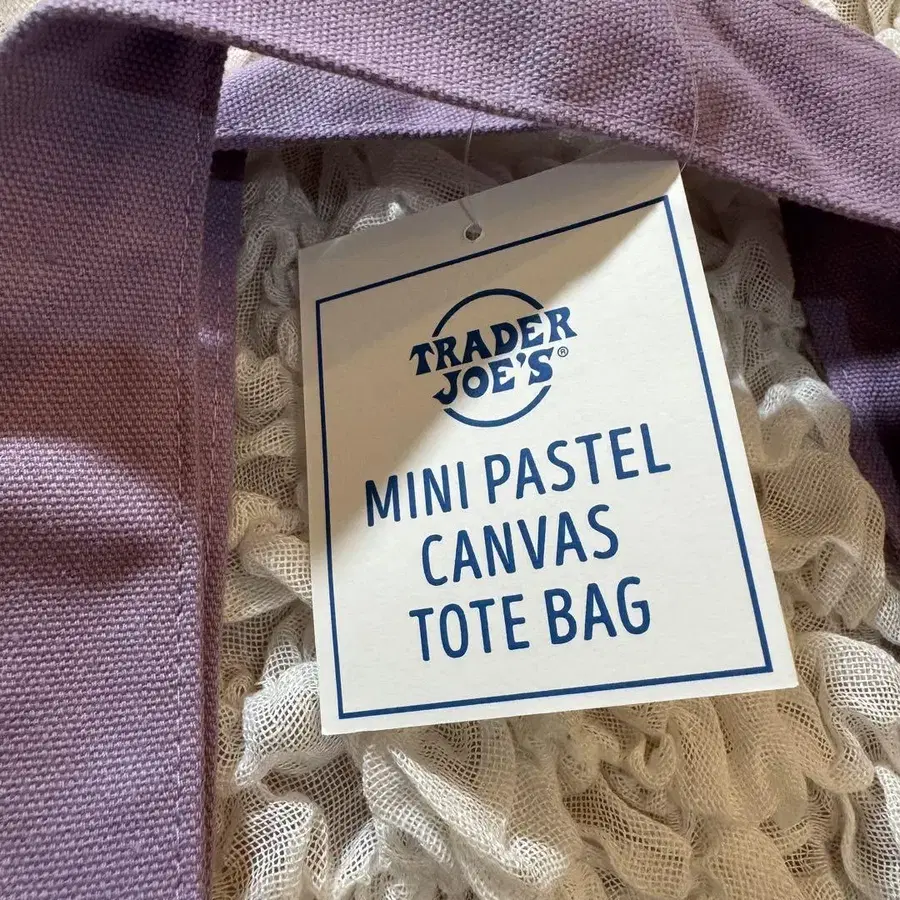 TRADER
JOE'S®
MINI PASTEL
CANVAS
TOTE BAG